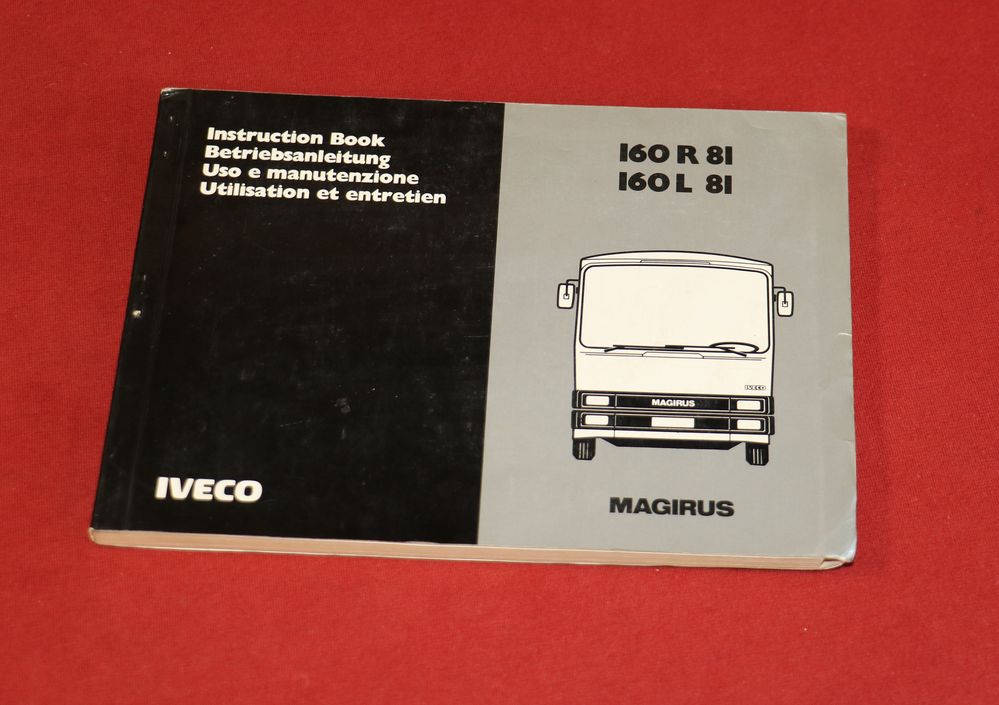 Instruction Book
Betriebsanleitung
Uso e manutenzione
Utilisation et entretien
IVECO
160 R 81
160 L 81
IVECO
MAGIRUS
MAGIRUS